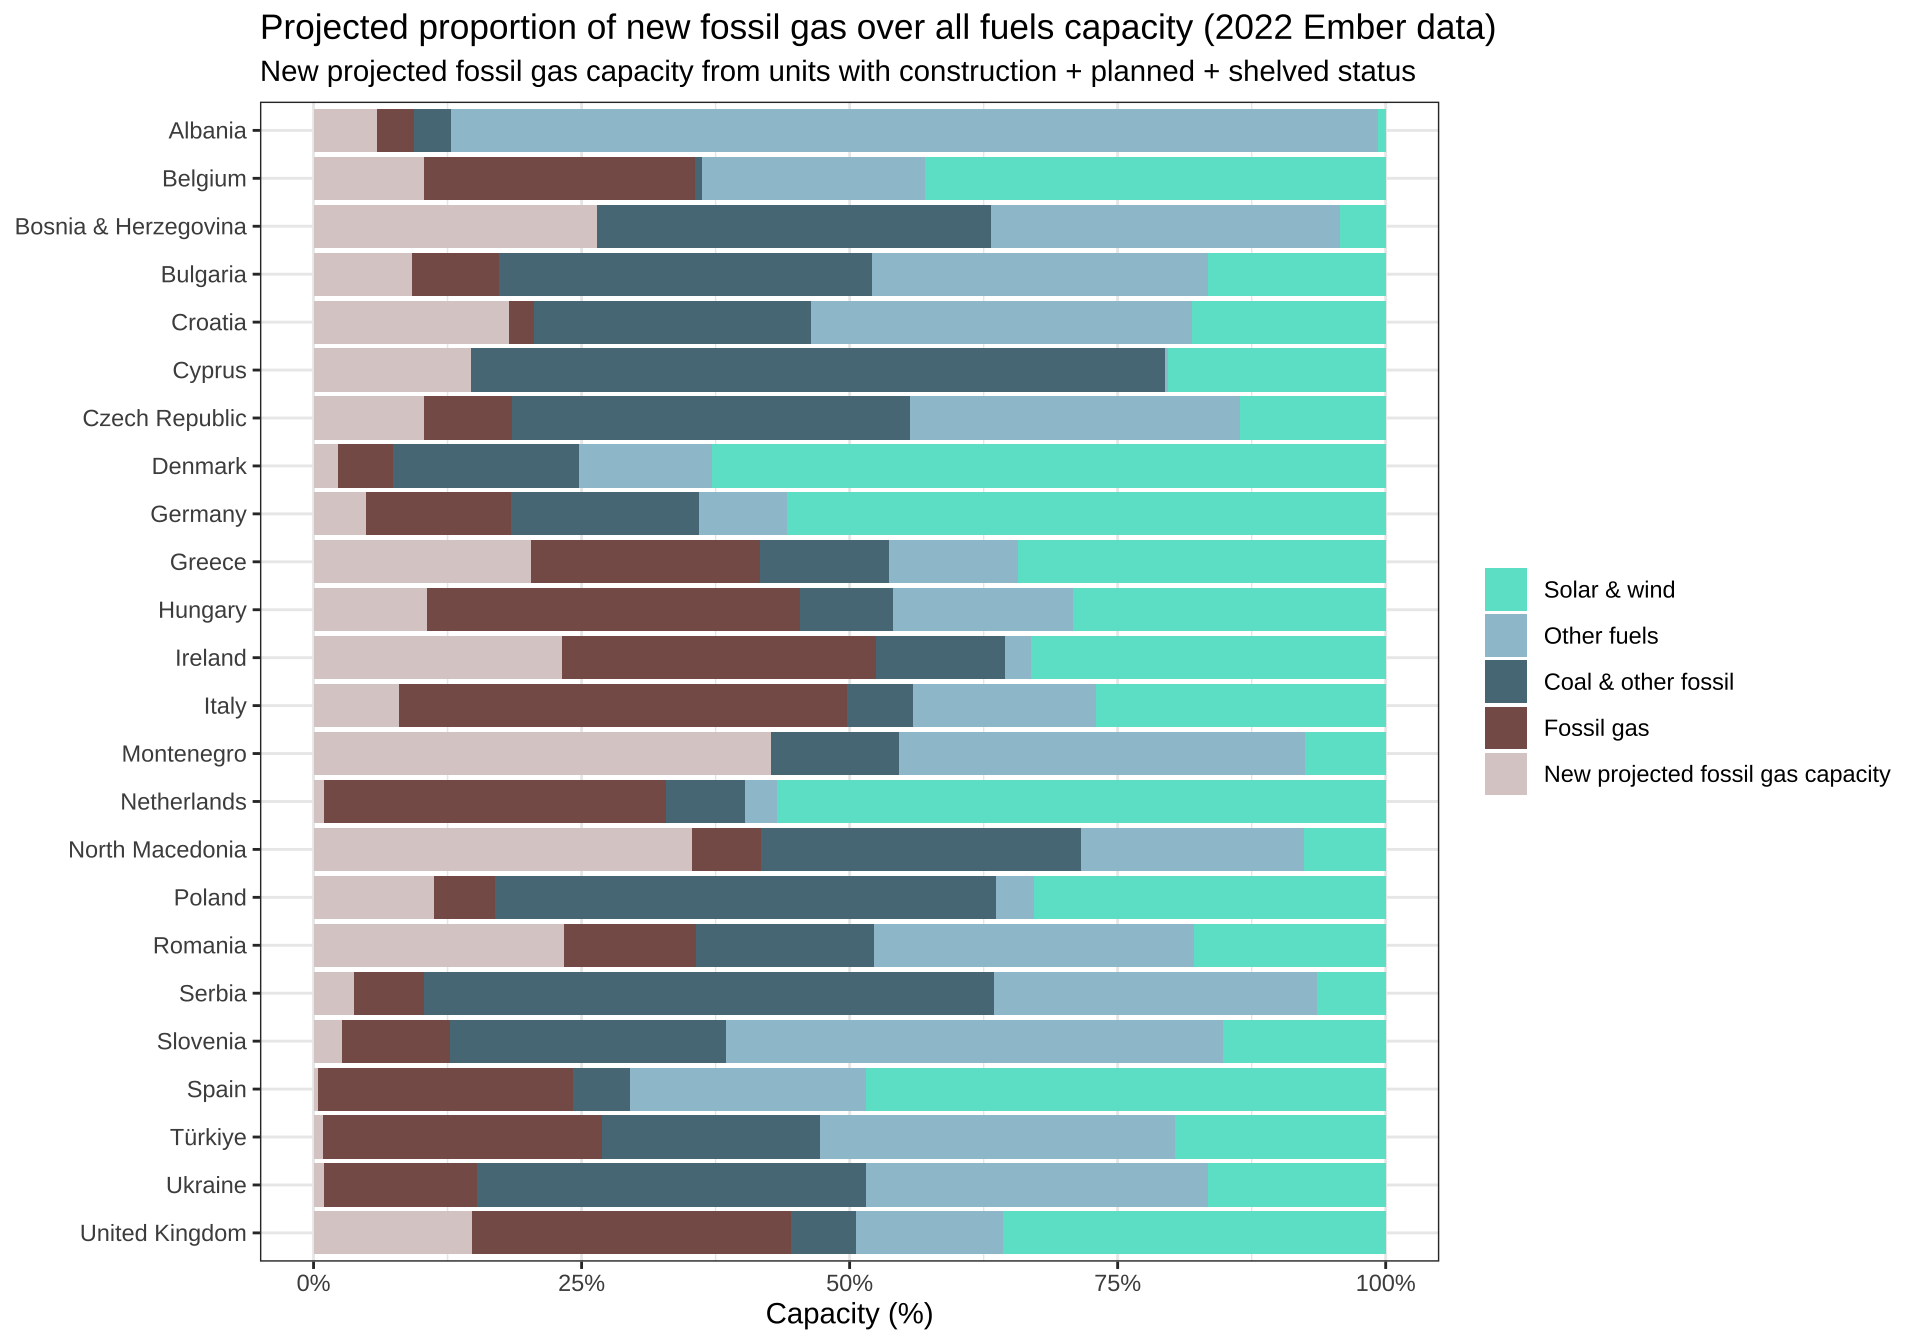 Projected proportion of new fossil gas over all fuels capacity (2022 Ember data)
New projected fossil gas capacity from units with construction + planned + shelved status
Albania
Belgium
Bosnia & Herzegovina
Bulgaria
Croatia
Cyprus
Czech Republic
Denmark
Germany
Greece
Hungary
Ireland
Italy
Montenegro
Netherlands
North Macedonia
Poland
Romania
Serbia
Slovenia
Spain
Türkiye
Ukraine
United Kingdom
0% 25% 50% 75% 100%
Capacity (%)
Solar & wind
Other fuels
Coal & other fossil
Fossil gas
New projected fossil gas capacity